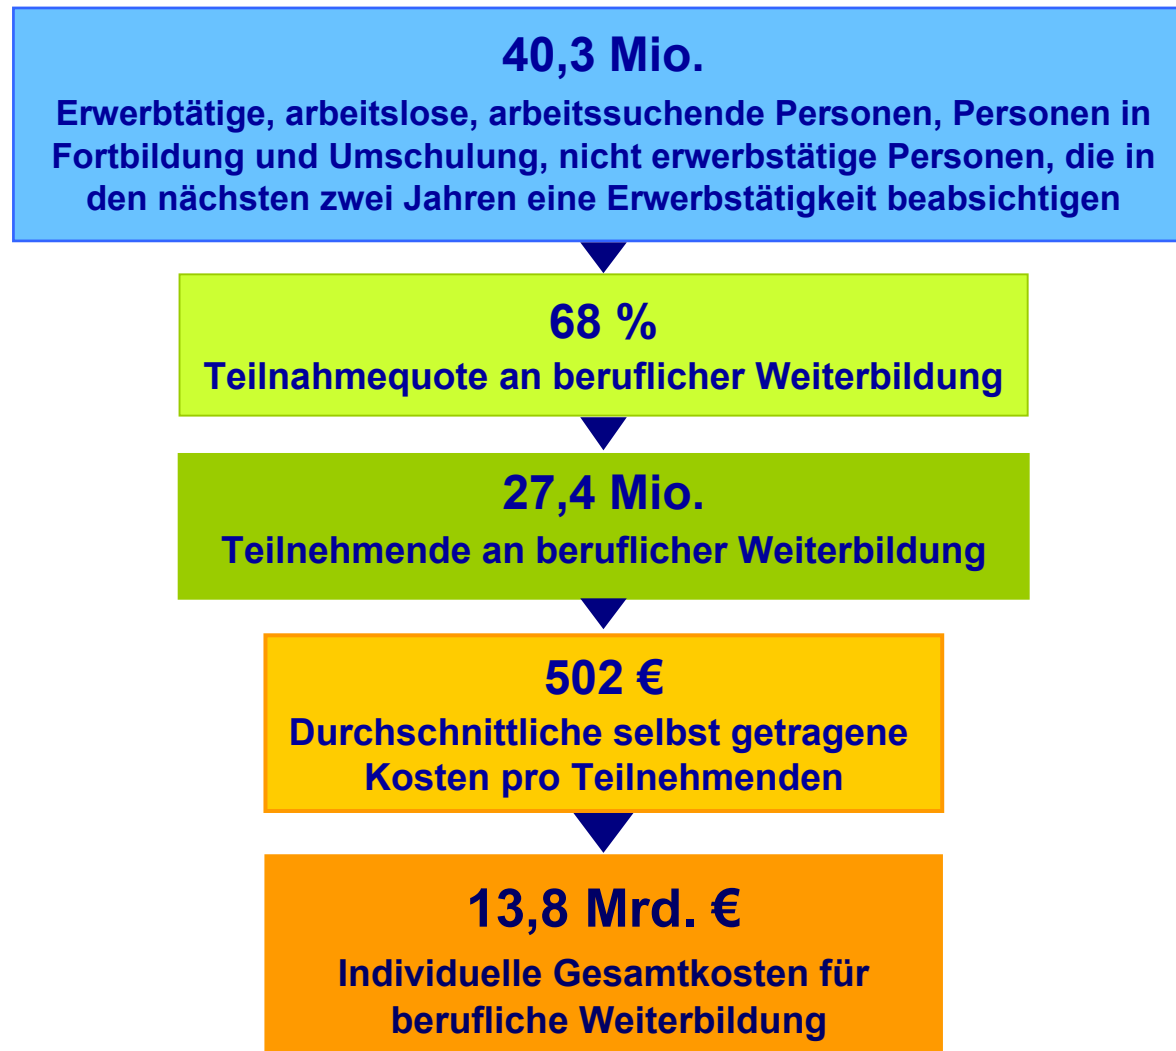 40,3 Mio.
Erwerbtätige, arbeitslose, arbeitssuchende Personen, Personen in
Fortbildung und Umschulung, nicht erwerbstätige Personen, die in
den nächsten zwei Jahren eine Erwerbstätigkeit beabsichtigen
68 %
Teilnahmequote an beruflicher Weiterbildung
27,4 Mio.
Teilnehmende an beruflicher Weiterbildung
502 €
Durchschnittliche selbst getragene
Kosten pro Teilnehmenden
13,8 Mrd. €
Individuelle Gesamtkosten für
berufliche Weiterbildung